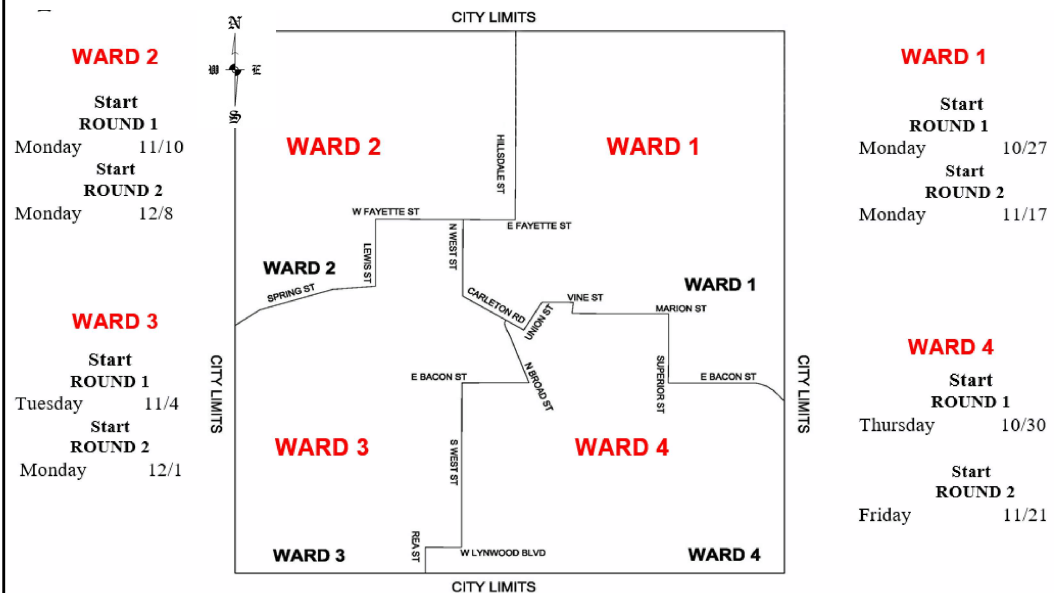 CITY LIMITS
N
W E
S
WARD 2
Start
ROUND 1
Monday 11/10
Start
ROUND 2
Monday 12/8
WARD 3
Start
ROUND 1
Tuesday 11/4
Start
ROUND 2
Monday 12/1
WARD 2
WARD 1
HILLSDALE ST
W FAYETTE ST
E FAYETTE ST
N WEST ST
LEWIS ST
WARD 2
SPRING ST
CARLETON RD
UNION ST
VINE ST
WARD 1
MARION ST
SUPERIOR ST
E BACON ST
N BROAD ST
E BACON ST
CITY LIMITS
CITY LIMITS
WARD 3
WARD 4
S WEST ST
REA ST
W LYNWOOD BLVD
WARD 3
WARD 4
CITY LIMITS
WARD 1
Start
ROUND 1
Monday 10/27
Start
ROUND 2
Monday 11/17
WARD 4
Start
ROUND 1
Thursday 10/30
Start
ROUND 2
Friday 11/21